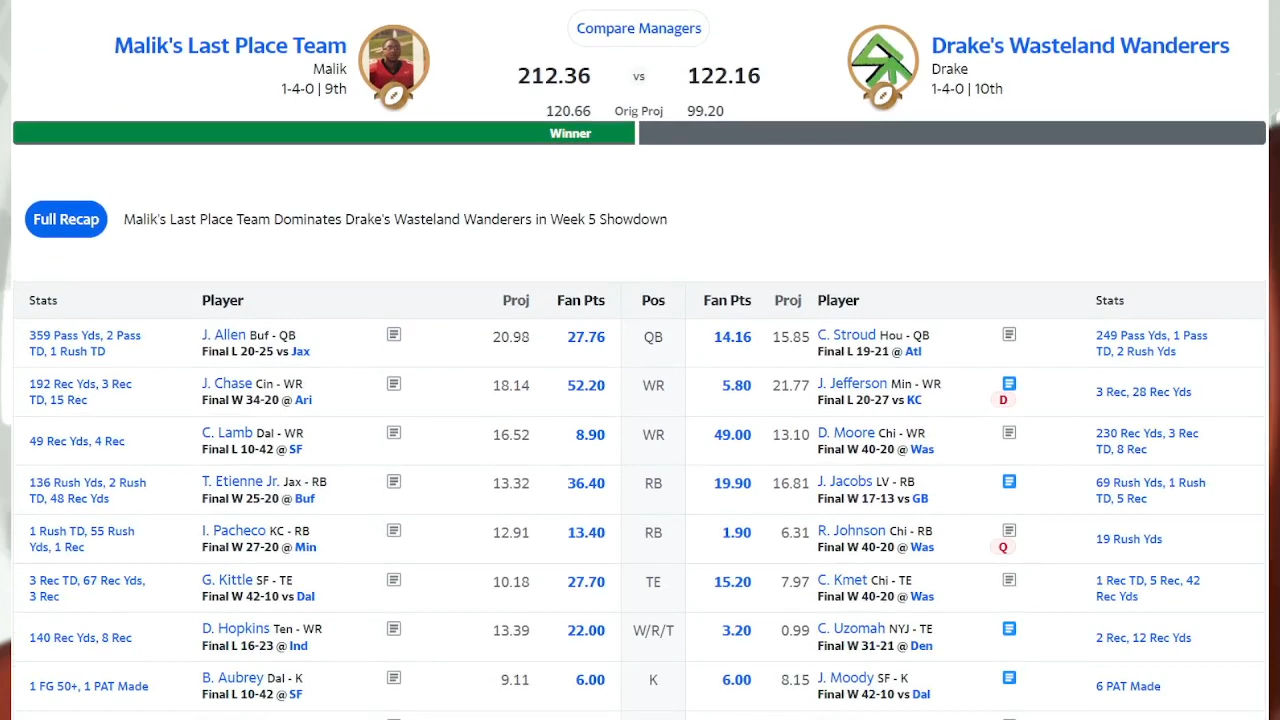 Compare Managers
Malik's Last Place Team
Malik
1-4-0 | 9th
212.36 vs 122.16
120.66 Orig Proj 99.20
Drake's Wasteland Wanderers
Drake
1-4-0 | 10th
Winner
Full Recap Malik's Last Place Team Dominates Drake's Wasteland Wanderers in Week 5 Showdown
Stats Player Proj Fan Pts Pos Fan Pts Proj Player Stats
359 Pass Yds, 2 Pass J. Allen Buf - QB 20.98 27.76 QB 14.16 15.85 C. Stroud Hou - QB 249 Pass Yds, 1 Pass
TD, 1 Rush TD Final L 20-25 vs Jax Final L 19-21 @ Atl TD, 2 Rush Yds
192 Rec Yds, 3 Rec J. Chase Cin - WR 18.14 52.20 WR 5.80 21.77 J. Jefferson Min - WR 3 Rec, 28 Rec Yds
TD, 15 Rec Final W 34-20 @ Ari Final L 20-27 vs KC D
49 Rec Yds, 4 Rec C. Lamb Dal - WR 16.52 8.90 WR 49.00 13.10 D. Moore Chi - WR 230 Rec Yds, 3 Rec
Final L 10-42 @ SF Final W 40-20 @ Was TD, 8 Rec
136 Rush Yds, 2 Rush T. Etienne Jr. Jax - RB 13.32 36.40 RB 19.90 16.81 J. Jacobs LV - RB 69 Rush Yds, 1 Rush
TD, 48 Rec Yds Final W 25-20 @ Buf Final W 17-13 vs GB TD, 5 Rec
1 Rush TD, 55 Rush I. Pacheco KC - RB 12.91 13.40 RB 1.90 6.31 R. Johnson Chi - RB 19 Rush Yds
Yds, 1 Rec Final W 27-20 @ Min Final W 40-20 @ Was Q
3 Rec TD, 67 Rec Yds, G. Kittle SF - TE 10.18 27.70 TE 15.20 7.97 C. Kmet Chi - TE 1 Rec TD, 5 Rec, 42
3 Rec Final W 42-10 vs Dal Final W 40-20 @ Was Rec Yds
140 Rec Yds, 8 Rec D. Hopkins Ten - WR 13.39 22.00 W/R/T 3.20 0.99 C. Uzomah NYJ - TE 2 Rec, 12 Rec Yds
Final L 16-23 @ Ind Final W 31-21 @ Den
1 FG 50+, 1 PAT Made B. Aubrey Dal - K 9.11 6.00 K 6.00 8.15 J. Moody SF - K 6 PAT Made
Final L 10-42 @ SF Final W 42-10 vs Dal